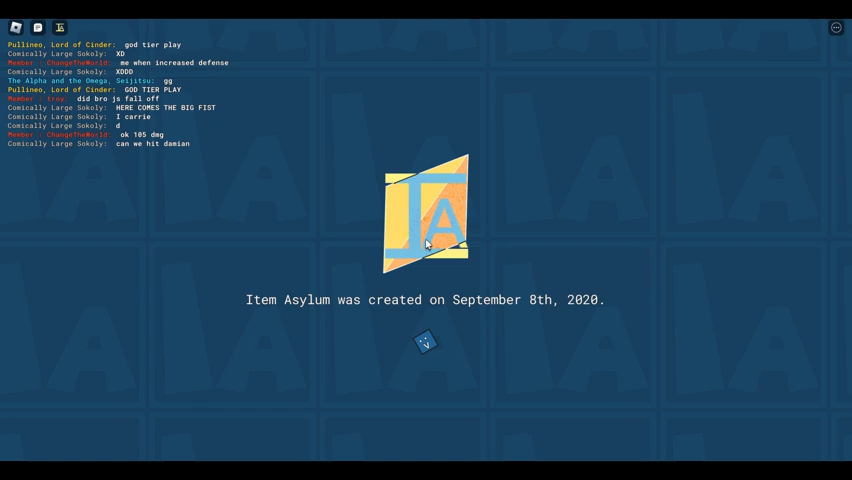 Pullineo, Lord of Cinder: god tier play
Comically Large Sokoly: XD
Member : ChangeTheWorld: me when increased defense
Comically Large Sokoly: XDDD
The Alpha and the Omega, Seijitsu: gg
Pullineo, Lord of Cinder: GOD TIER PLAY
Member : troy: did bro js fall off
Comically Large Sokoly: HERE COMES THE BIG FIST
Comically Large Sokoly: I carrie
Comically Large Sokoly: d
Member : ChangeTheWorld: ok 105 dmg
Comically Large Sokoly: can we hit damian
IA
Item Asylum was created on September 8th, 2020.